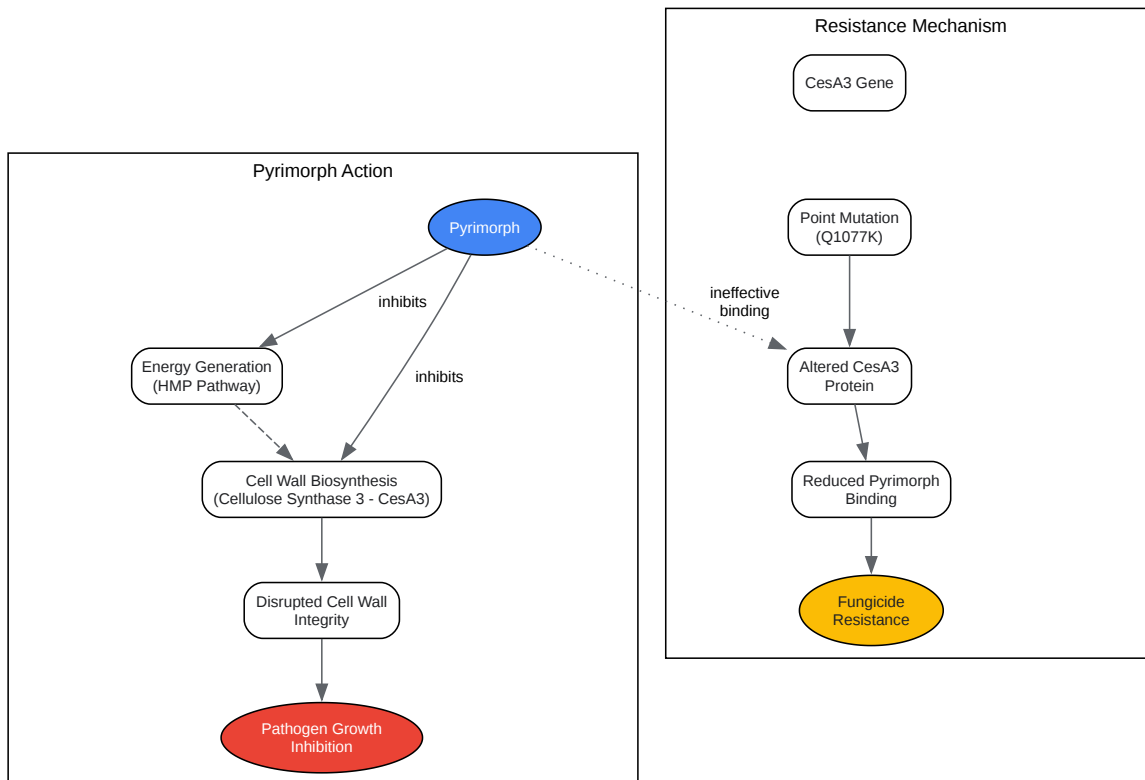 Resistance Mechanism
CesA3 Gene
Pyrimorph Action
Pyrimorph
Point Mutation
(Q1077K)
inhibits
ineffective
binding
Energy Generation
(HMP Pathway)
inhibits
Altered CesA3
Protein
Cell Wall Biosynthesis
(Cellulose Synthase 3 - CesA3)
Reduced Pyrimorph
Binding
Disrupted Cell Wall
Integrity
Fungicide
Resistance
Pathogen Growth
Inhibition